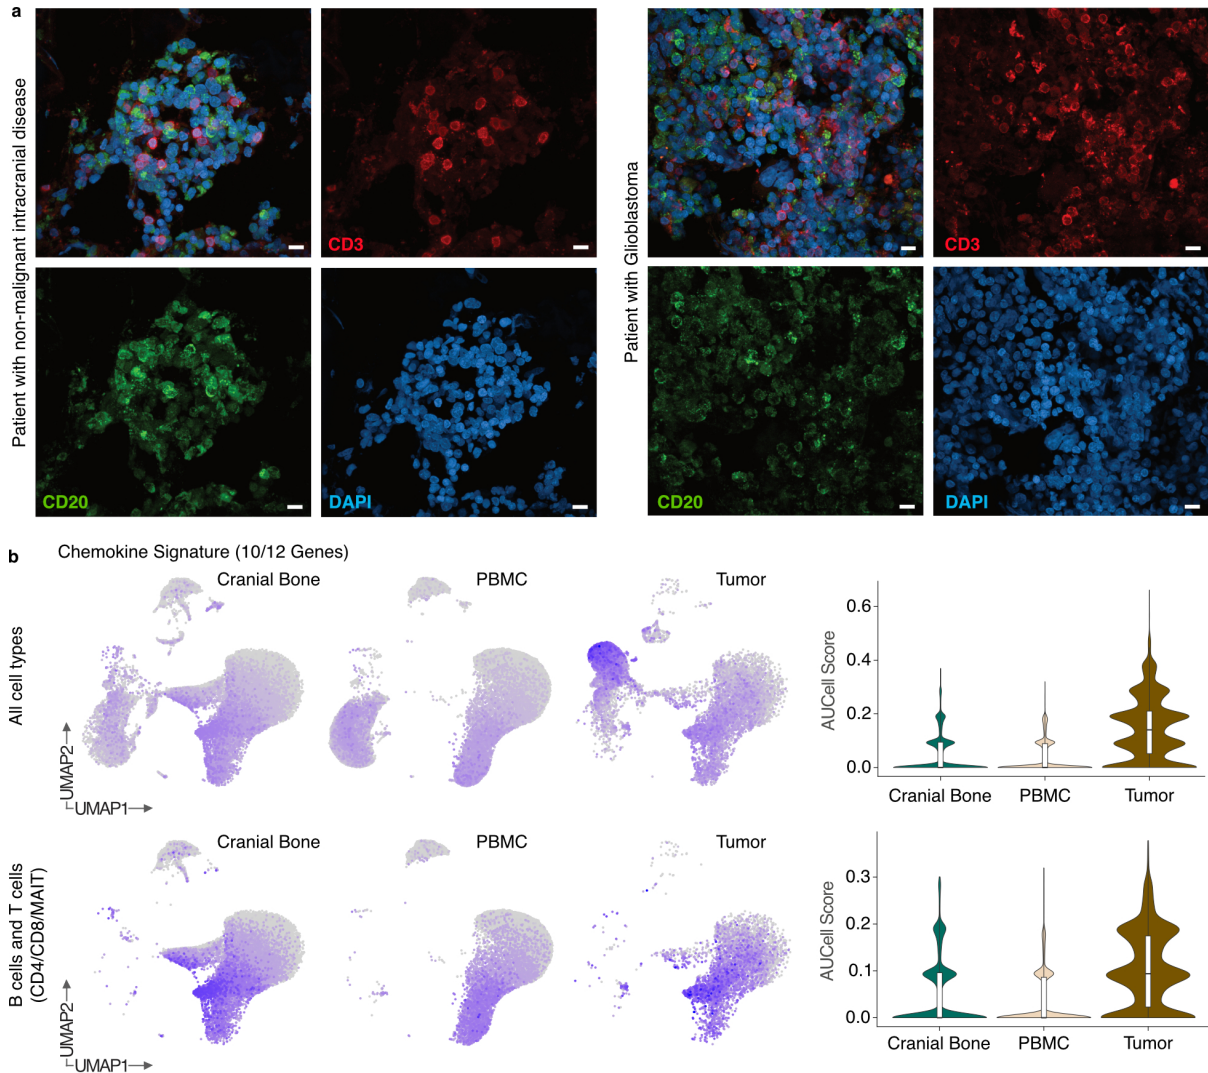 a
Patient with non-malignant intracranial disease
CD3
CD20
DAPI
Patient with Glioblastoma
CD3
CD20
DAPI
b
Chemokine Signature (10/12 Genes)
All cell types
Cranial Bone
PBMC
Tumor
UMAP2
UMAP1
AUCell Score
0.6
0.4
0.2
0.0
Cranial Bone
PBMC
Tumor
B cells and T cells
(CD4/CD8/MAIT)
Cranial Bone
PBMC
Tumor
UMAP2
UMAP1
AUCell Score
0.3
0.2
0.1
0.0
Cranial Bone
PBMC
Tumor